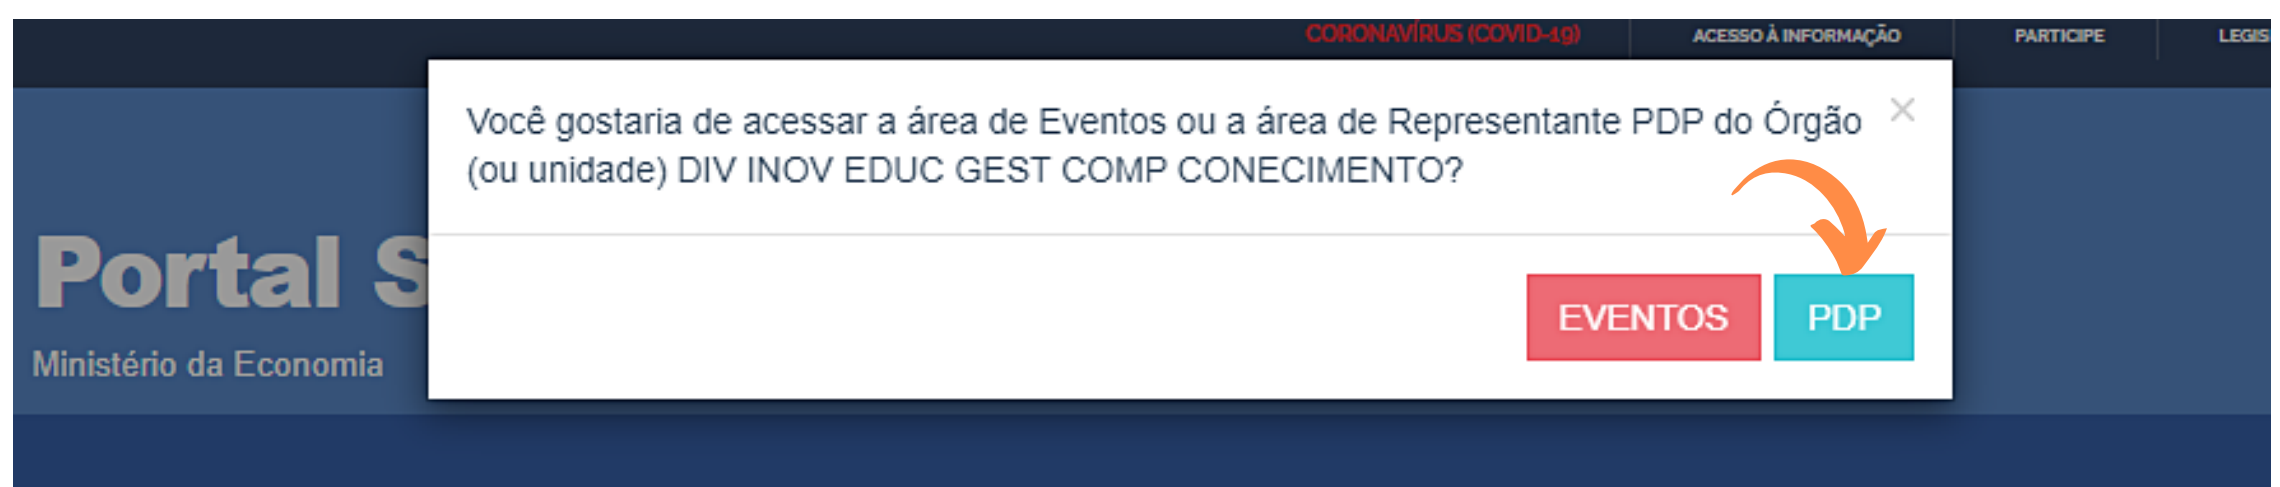 CORONAVÍRUS (COVID-19) ACESSO À INFORMAÇÃO PARTICIPE LEGIS
Você gostaria de acessar a área de Eventos ou a área de Representante PDP do Órgão ×
(ou unidade) DIV INOV EDUC GEST COMP CONECIMENTO?
Portal S
EVENTOS PDP
Ministério da Economia